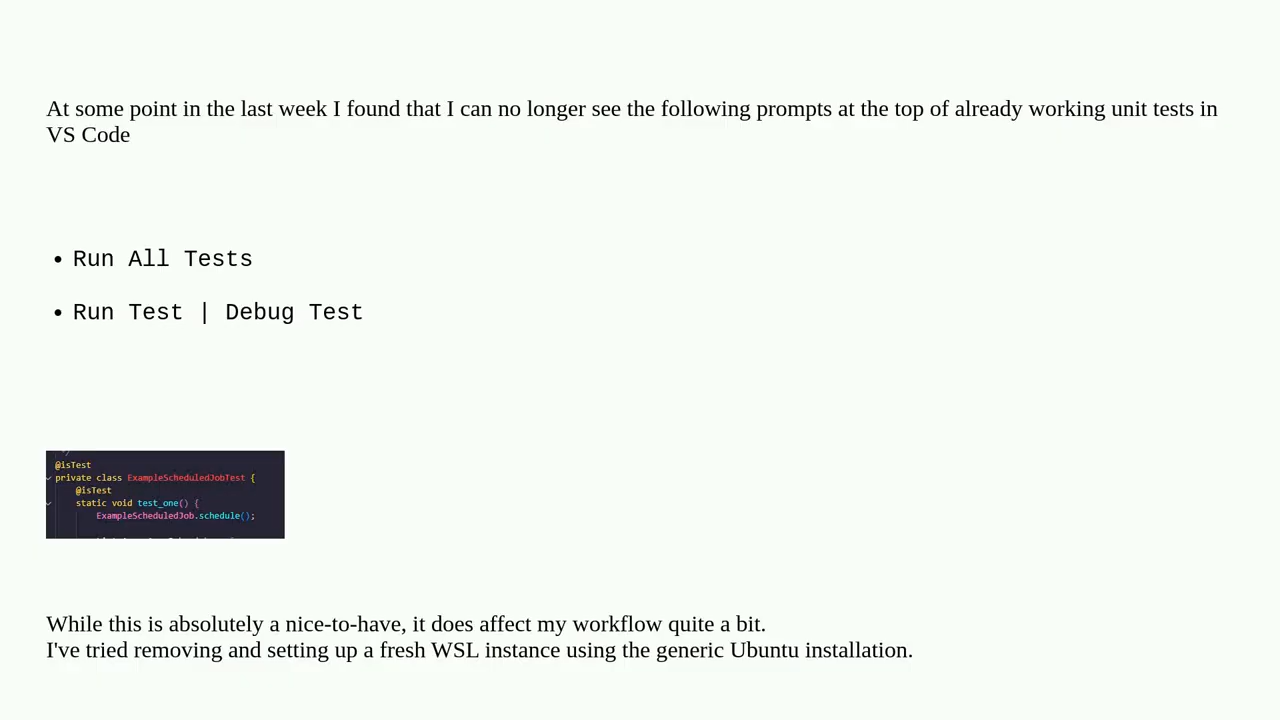 At some point in the last week I found that I can no longer see the following prompts at the top of already working unit tests in
VS Code
• Run All Tests
• Run Test | Debug Test
@isTest
private class ExampleScheduledJobTest {
@isTest
static void test_one() {
ExampleScheduledJob.schedule();
While this is absolutely a nice-to-have, it does affect my workflow quite a bit.
I've tried removing and setting up a fresh WSL instance using the generic Ubuntu installation.